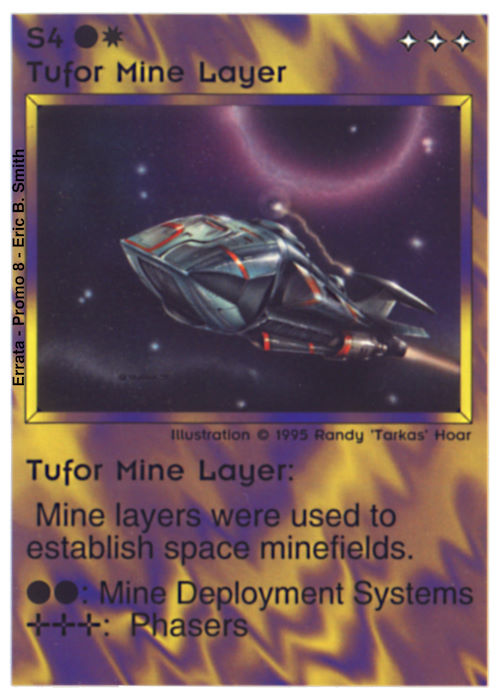 S4
Tufor Mine Layer
Errata - Promo 8 - Eric B. Smith
Illustration © 1995 Randy 'Tarkas' Hoar
Tufor Mine Layer:
Mine layers were used to
establish space minefields.
●●: Mine Deployment Systems
✛✛✛: Phasers